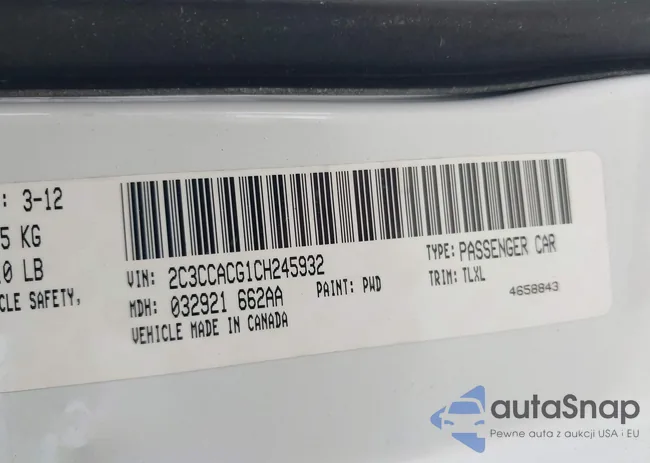 : 3-12
5 KG
0 LB
CLE SAFETY,
VIN: 2C3CCACG1CH245932
TYPE: PASSENGER CAR
MDH: 032921 662AA
PAINT: PWD
TRIM: TLXL
VEHICLE MADE IN CANADA
4658843
autaSnap
Pewne auta z aukcji USA i EU